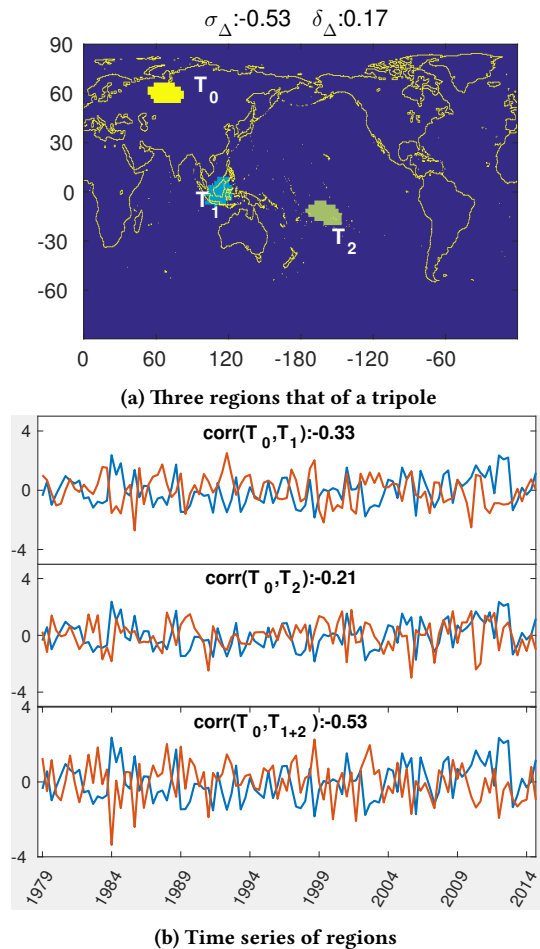 σ_Δ:-0.53 δ_Δ:0.17
90
60
30
0
-30
-60
T_0
T_1
T_2
0 60 120 -180 -120 -60
(a) Three regions that of a tripole
corr(T_0,T_1):-0.33
4
0
-4
corr(T_0,T_2):-0.21
4
0
-4
corr(T_0,T_{1+2}):-0.53
4
0
-4
1979 1984 1989 1994 1999 2004 2009 2014
(b) Time series of regions